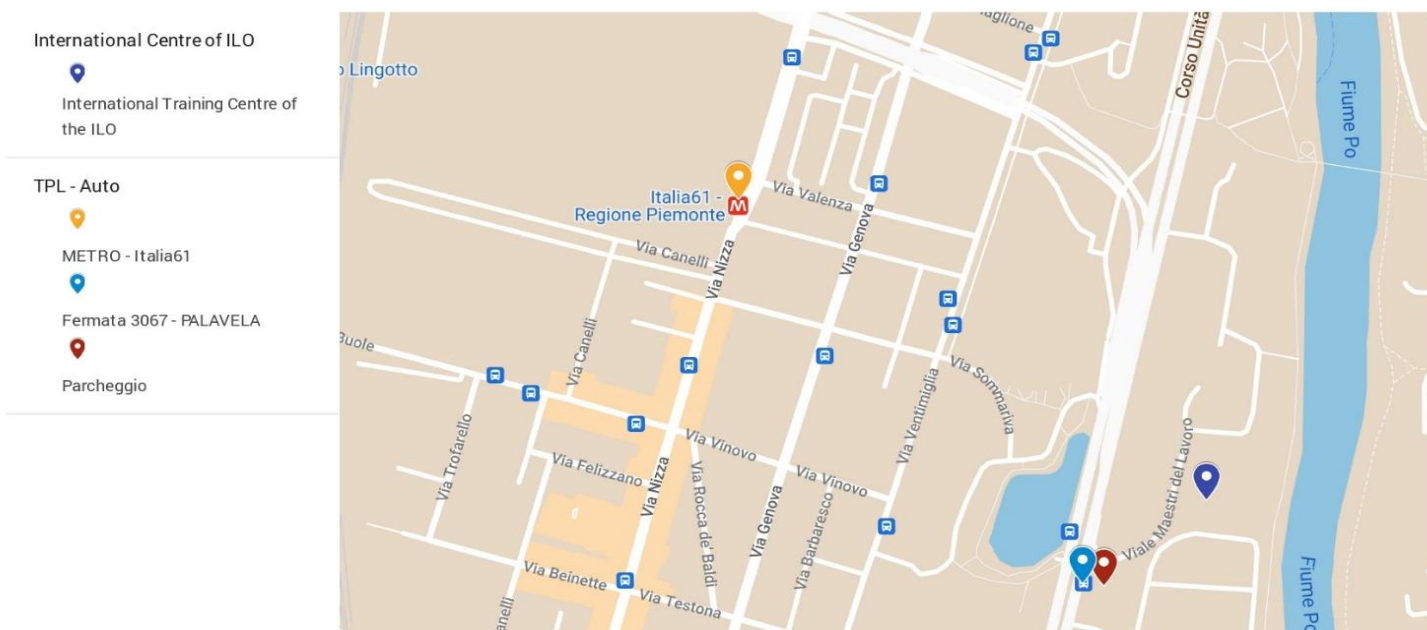 International Centre of ILO
International Training Centre of
the ILO
TPL - Auto
METRO - Italia61
Fermata 3067 - PALAVELA
Parcheggio
Lingotto
Corso Unità
Fiume Po
Italia61 -
Regione Piemonte
Via Valenza
Via Canelli
Via Nizza
Via Genova
Buole
Via Canelli
Via Sommariva
Via Ventimiglia
Via Trofarello
Via Vinovo
Via Vinovo
Via Felizzano
Via Nizza
Via Rocca de' Baldi
Via Genova
Via Barbaresco
Viale Maestri del Lavoro
Via Beinette
Via Testona
anelli
Fiume Po